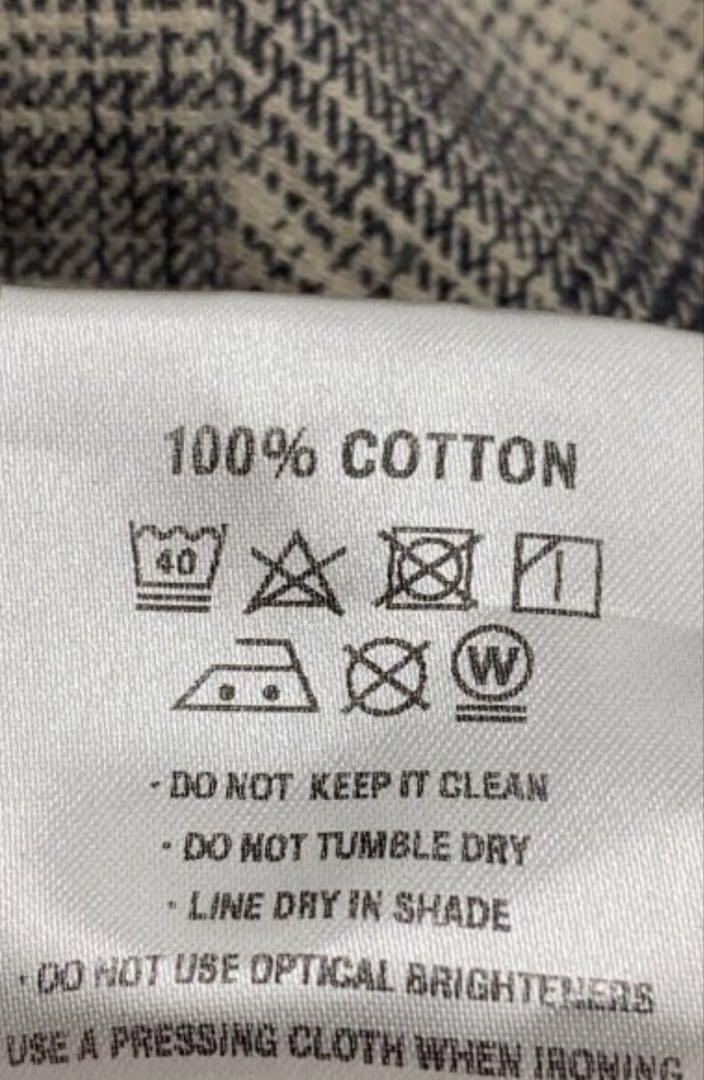 100% COTTON
40
W
· DO NOT KEEP IT CLEAN
· DO NOT TUMBLE DRY
· LINE DRY IN SHADE
· DO NOT USE OPTICAL BRIGHTENERS
USE A PRESSING CLOTH WHEN IRONING